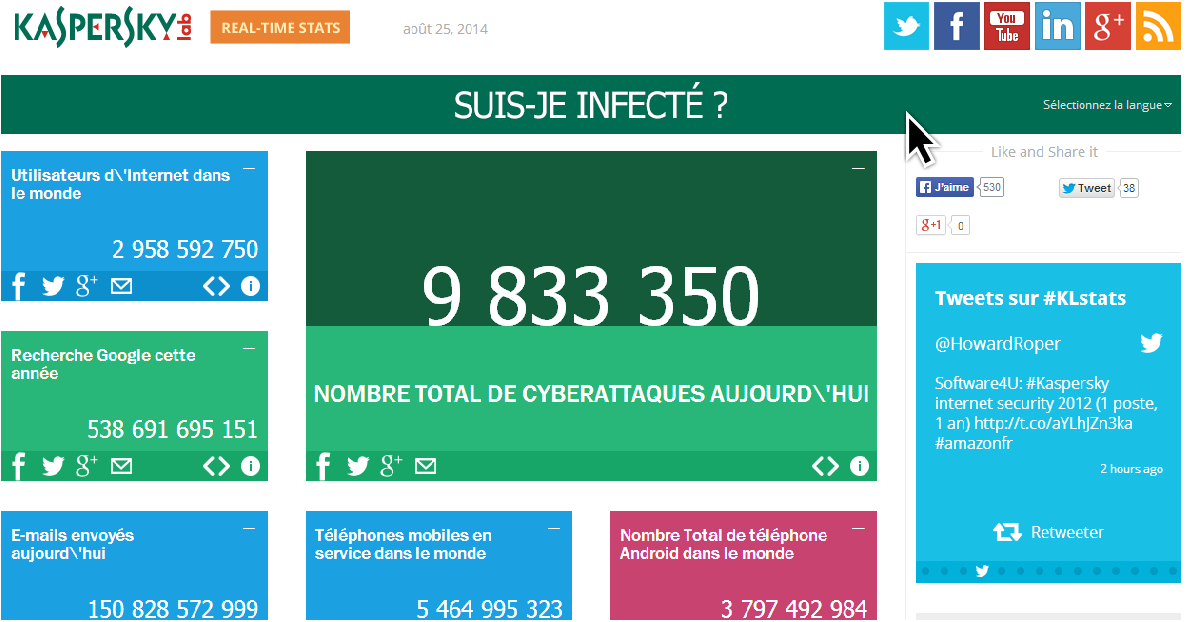 KASPERSKY lab
REAL-TIME STATS
août 25, 2014
You
Tube
in
g+
SUIS-JE INFECTÉ ?
Sélectionnez la langue
Utilisateurs d\'Internet dans
le monde
2 958 592 750
g+
Recherche Google cette
année
538 691 695 151
g+
9 833 350
NOMBRE TOTAL DE CYBERATTAQUES AUJOURD\'HUI
g+
Like and Share it
J'aime 530
Tweet 38
g+1 0
Tweets sur #KLstats
@HowardRoper
Software4U: #Kaspersky
internet security 2012 (1 poste,
1 an) http://t.co/aYLhJZn3ka
#amazonfr
2 hours ago
Retweeter
E-mails envoyés
aujourd\'hui
150 828 572 999
Téléphones mobiles en
service dans le monde
5 464 995 323
Nombre Total de téléphone
Android dans le monde
3 797 492 984